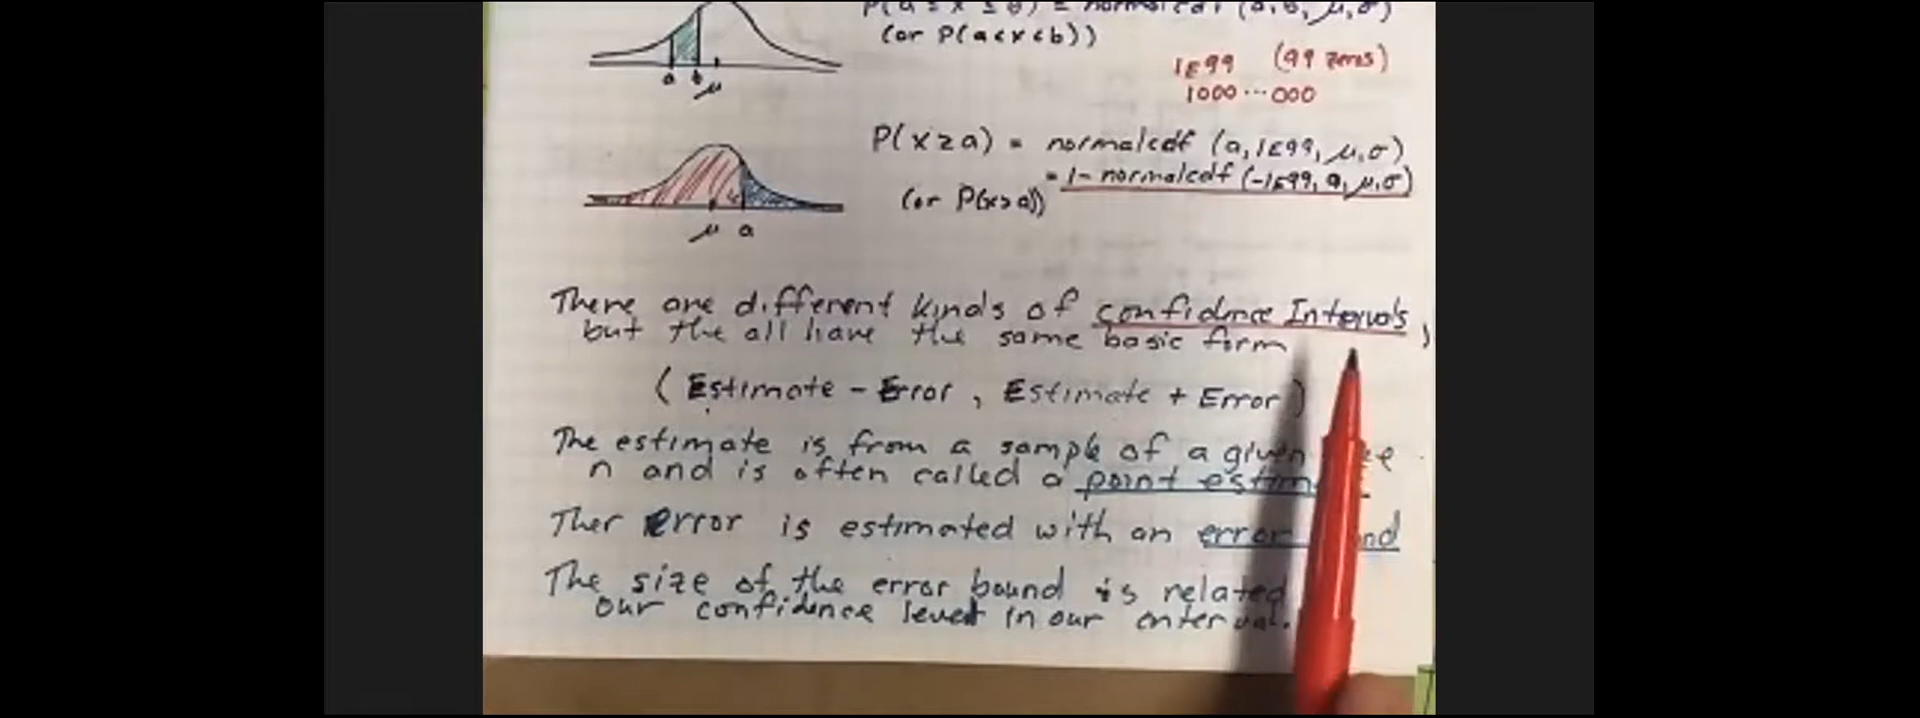 P(a ≤ x ≤ b) = normalcdf (a, b, μ, σ)
(or P(a<x<b))
1E99 (99 zeros)
1000...000
a b
μ
P(x≥a) = normalcdf (a, 1E99, μ, σ)
= 1- normalcdf (-1E99, a, μ, σ)
(or P(x>a))
μ a
There are different kinds of confidence Intervals,
but the all have the same basic form
(Estimate - Error, Estimate + Error)
The estimate is from a sample of a given
n and is often called a point
Ther Error is estimated with an error
The size of the error bound is related
our confidence level in our interval.